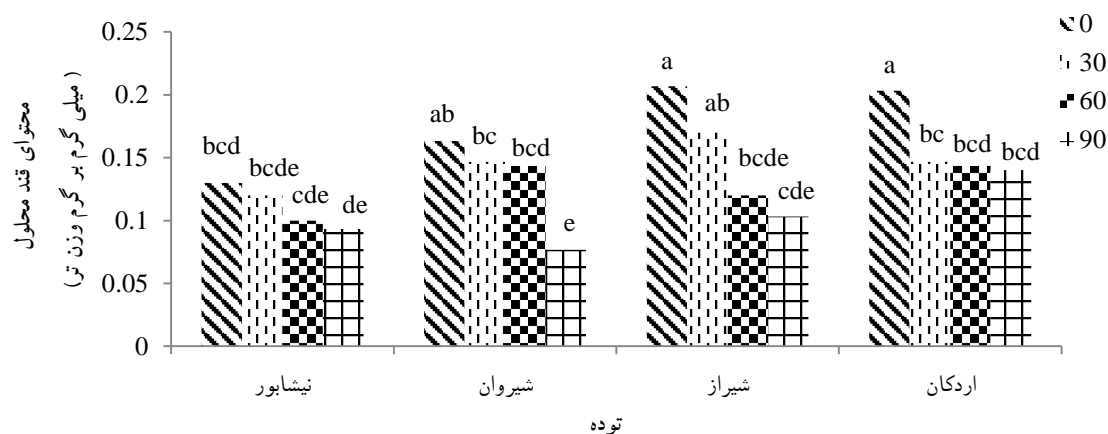 محتوای قند محلول
( میلی گرم بر گرم وزن تر)
0.25
0.2
0.15
0.1
0.05
0
bcd
bcde
cde
de
ab
bc
bcd
e
a
ab
bcde
cde
a
bc
bcd
bcd
نیشابور
شیروان
شیراز
اردکان
توده
0
30
60
90